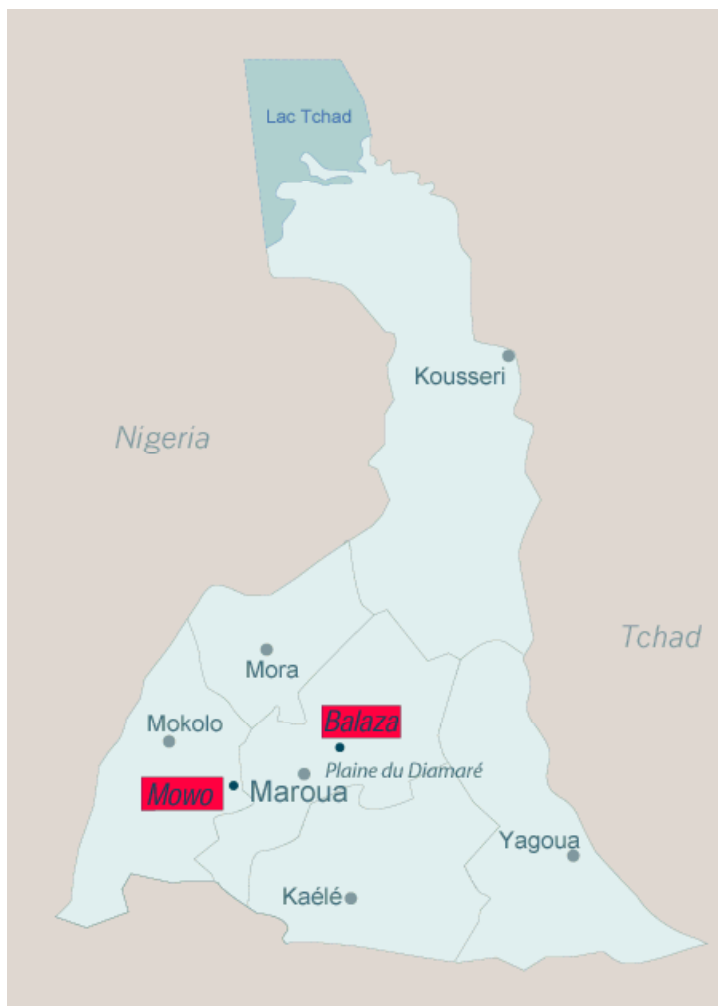 Lac Tchad
Kousseri
Nigeria
Tchad
Mora
Balaza
Mokolo
Plaine du Diamaré
Mowo
Maroua
Yagoua
Kaélé